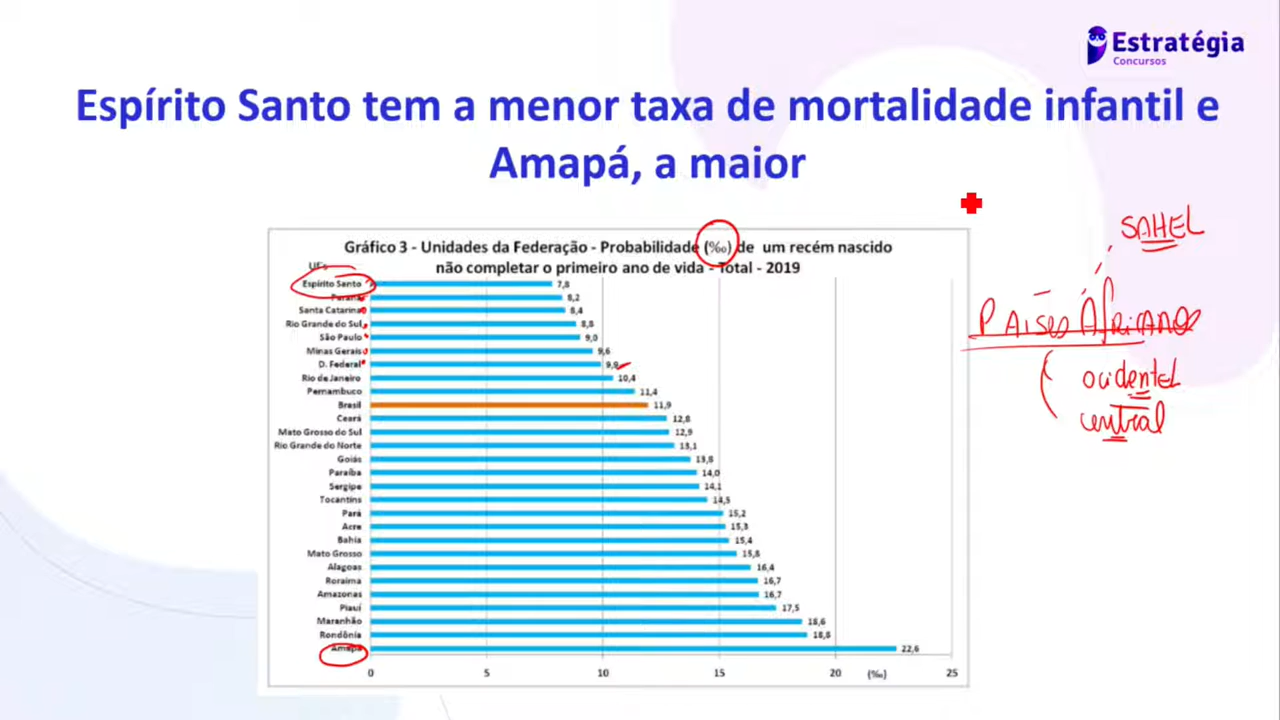 Estratégia
Concursos
Espírito Santo tem a menor taxa de mortalidade infantil e
Amapá, a maior
Gráfico 3 - Unidades da Federação - Probabilidade (‰) de um recém nascido
não completar o primeiro ano de vida - Total - 2019
UFs
Espírito Santo 7,8
Paraná 8,2
Santa Catarina 8,4
Rio Grande do Sul 8,8
São Paulo 9,0
Minas Gerais 9,6
D. Federal 9,9
Rio de Janeiro 10,4
Pernambuco 11,4
Brasil 11,9
Ceará 12,8
Mato Grosso do Sul 12,9
Rio Grande do Norte 13,1
Goiás 13,8
Paraíba 14,0
Sergipe 14,1
Tocantins 14,5
Pará 15,2
Acre 15,3
Bahia 15,4
Mato Grosso 15,8
Alagoas 16,4
Roraima 16,7
Amazonas 16,7
Piauí 17,5
Maranhão 18,6
Rondônia 18,8
Amapá 22,6
0 5 10 15 20 (‰) 25
SAHEL
PAÍSES AfRICANOS
ocidentel
central